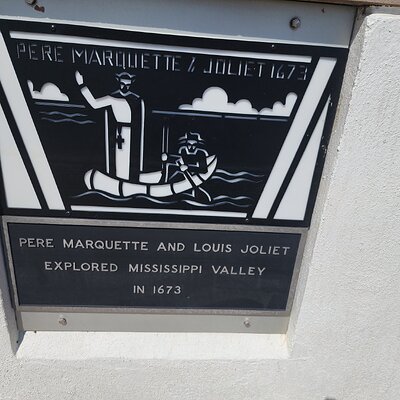 PERE MARQUETTE & JOLIET 1673
PERE MARQUETTE AND LOUIS JOLIET
EXPLORED MISSISSIPPI VALLEY
IN 1673